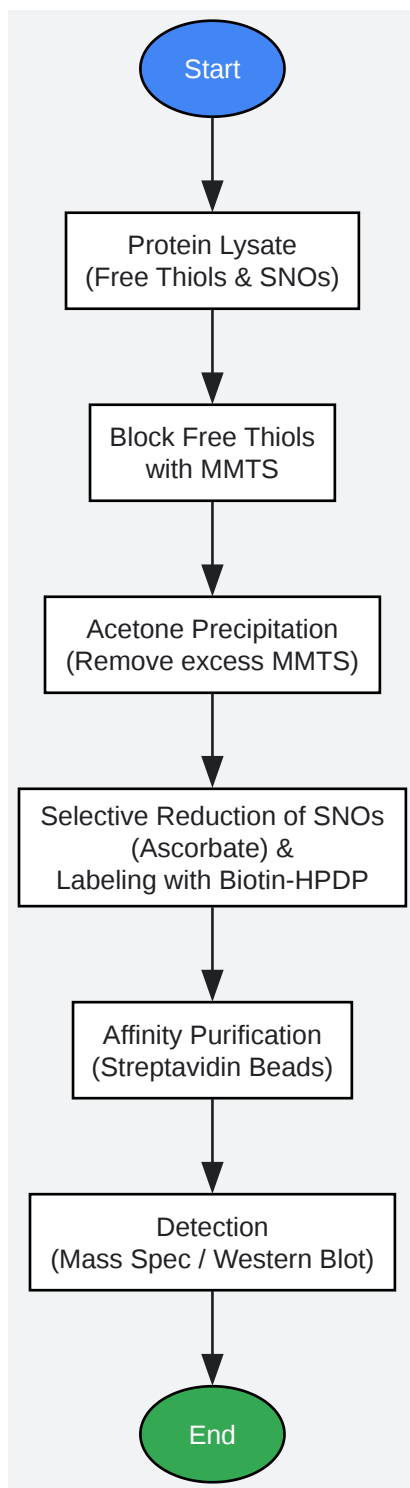 Start
Protein Lysate
(Free Thiols & SNOs)
Block Free Thiols
with MMTS
Acetone Precipitation
(Remove excess MMTS)
Selective Reduction of SNOs
(Ascorbate) &
Labeling with Biotin-HPDP
Affinity Purification
(Streptavidin Beads)
Detection
(Mass Spec / Western Blot)
End